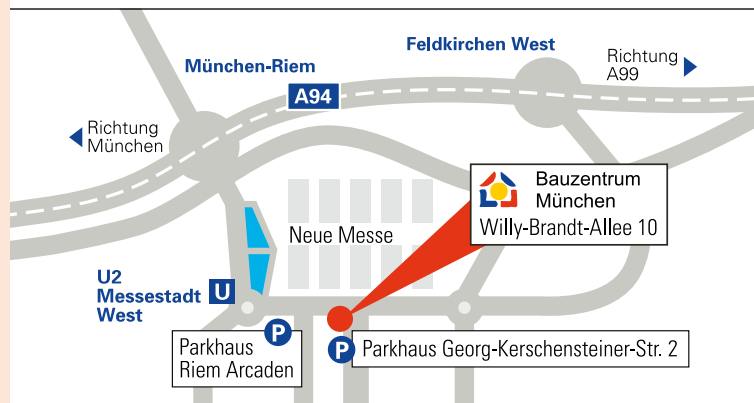 Feldkirchen West
München-Riem
Richtung
A99
A94
Richtung
München
Bauzentrum
München
Willy-Brandt-Allee 10
Neue Messe
U2
Messestadt
West
U
P
Parkhaus
Riem Arcaden
P
Parkhaus Georg-Kerschensteiner-Str. 2